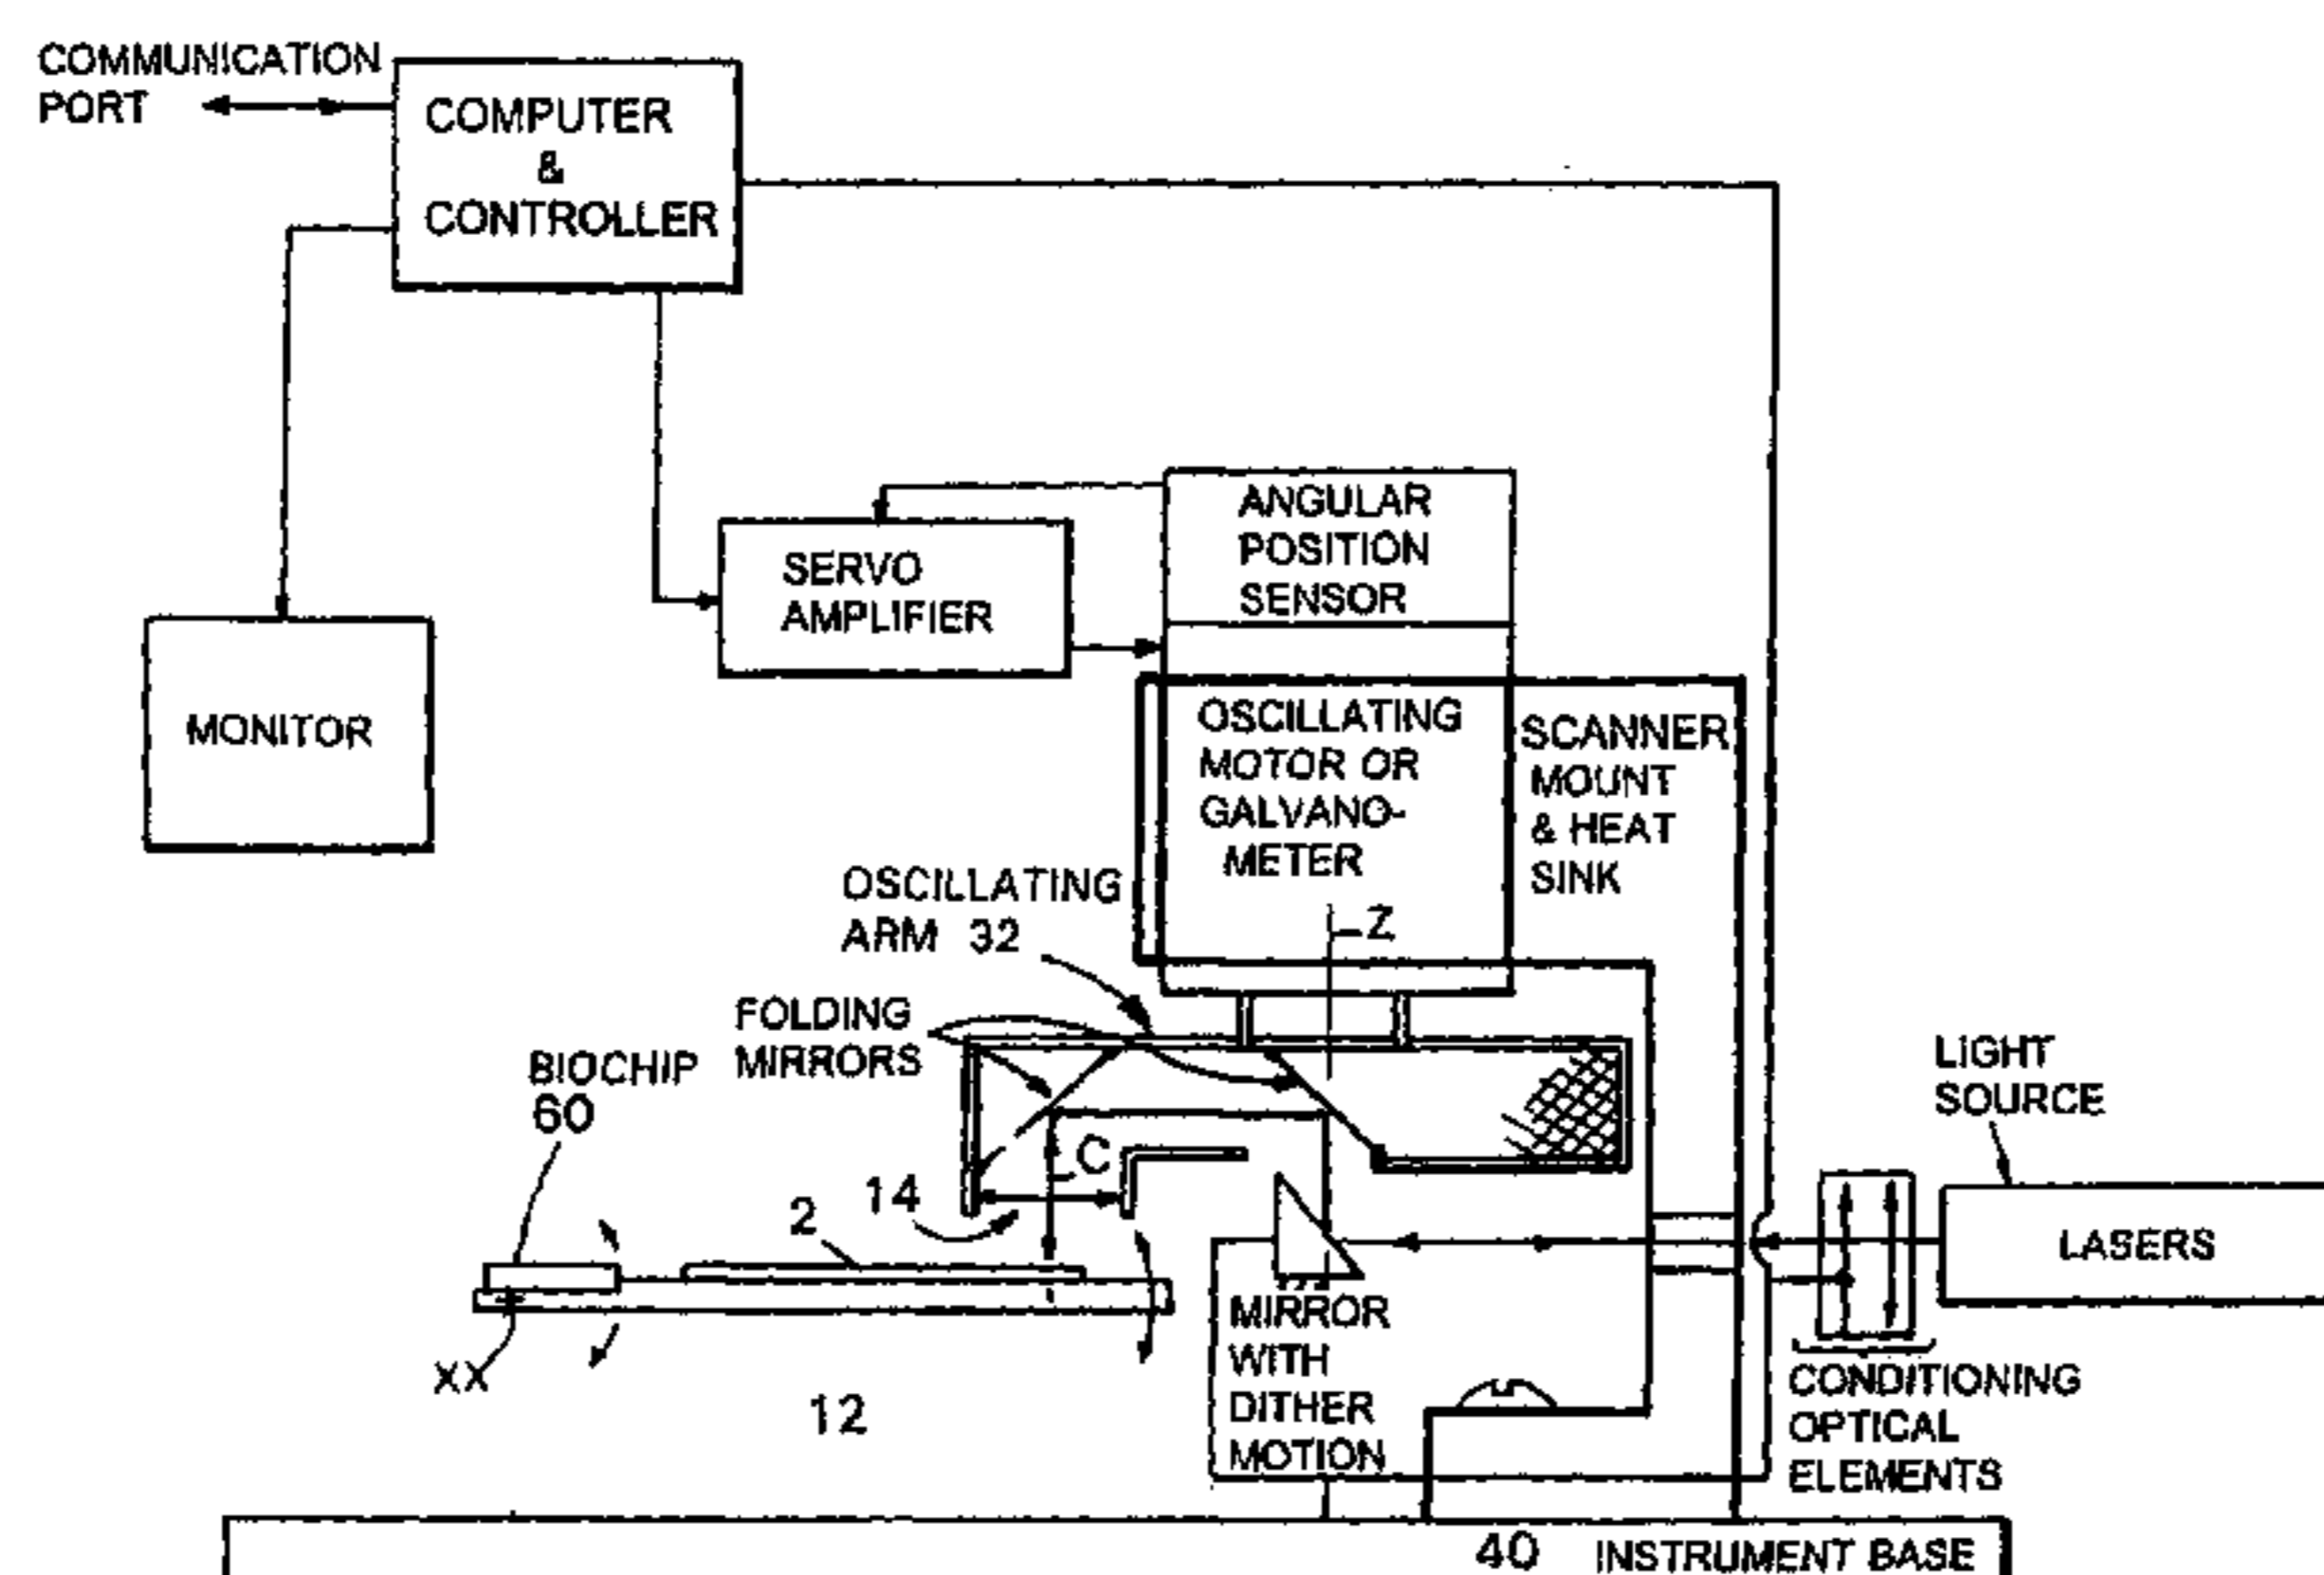 COMMUNICATION
PORT
COMPUTER
&
CONTROLLER
ANGULAR
POSITION
SENSOR
SERVO
AMPLIFIER
MONITOR
OSCILLATING
MOTOR OR
GALVANO-
METER
SCANNER
MOUNT
& HEAT
SINK
OSCILLATING
ARM 32
Z
FOLDING
MIRRORS
BIOCHIP
60
LIGHT
SOURCE
C
14
2
LASERS
MIRROR
WITH
DITHER
MOTION
XX
12
CONDITIONING
OPTICAL
ELEMENTS
40 INSTRUMENT BASE